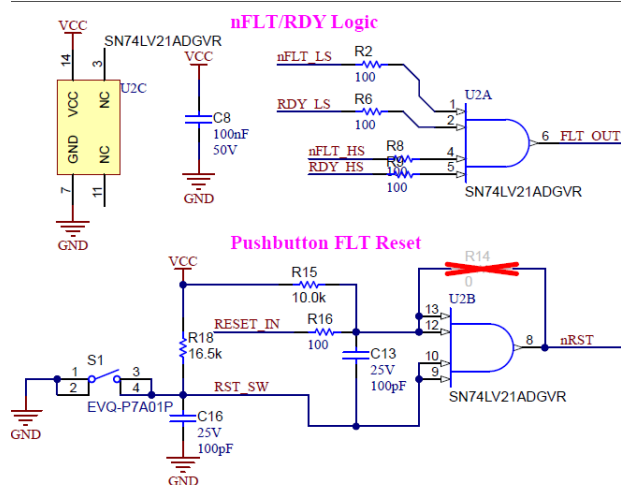 nFLT/RDY Logic
VCC
SN74LV21ADGVR
14
3
U2C
VCC
NC
GND
NC
7
11
GND
VCC
C8
100nF
50V
GND
nFLT_LS
R2
100
RDY_LS
R6
100
nFLT_HS
R8
100
RDY_HS
R9
100
U2A
1
2
4
5
6
FLT_OUT
SN74LV21ADGVR
Pushbutton FLT Reset
VCC
R15
10.0k
R14
0
RESET_IN
R16
100
R18
16.5k
U2B
13
12
10
9
8
nRST
SN74LV21ADGVR
C13
25V
100pF
S1
1
2
3
4
EVQ-P7A01P
RST_SW
GND
C16
25V
100pF
GND